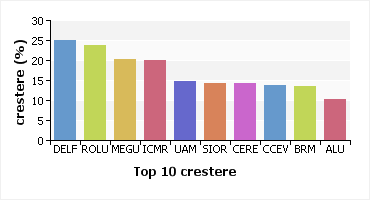 crestere (%)
30
25
20
15
10
5
0
DELF ROLU MEGU ICMR UAM SIOR CERE CCEV BRM ALU
Top 10 crestere